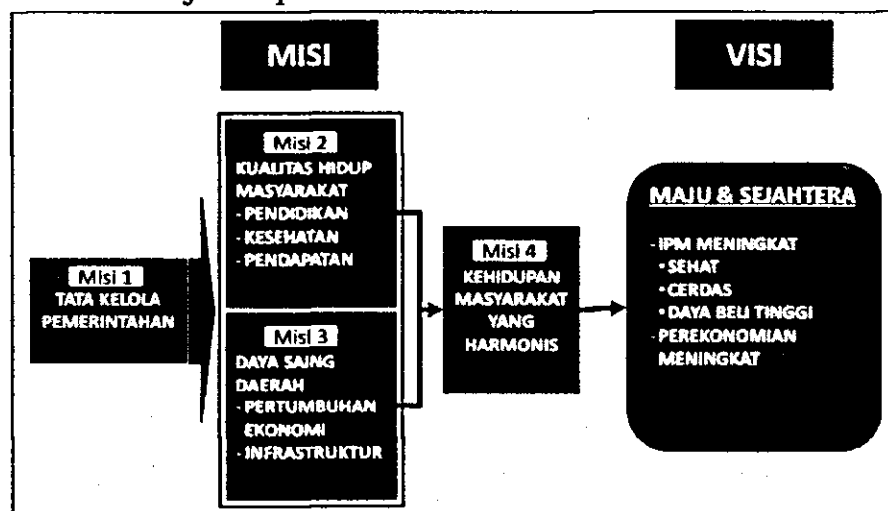 MISI
VISI
Misi 1
TATA KELOLA
PEMERINTAHAN
Misi 2
KUALITAS HIDUP
MASYARAKAT
- PENDIDIKAN
- KESEHATAN
- PENDAPATAN
Misi 3
DAYA SAING
DAERAH
- PERTUMBUHAN
EKONOMI
- INFRASTRUKTUR
Misi 4
KEHIDUPAN
MASYARAKAT
YANG
HARMONIS
MAJU & SEJAHTERA
- IPM MENINGKAT
• SEHAT
• CERDAS
• DAYA BELI TINGGI
- PEREKONOMIAN
MENINGKAT